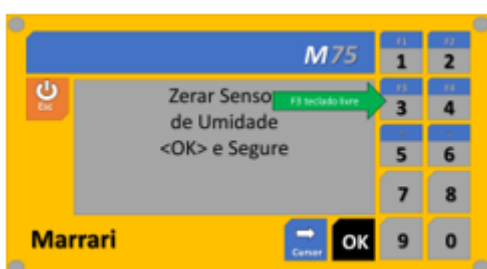 M75
F1 F2
1 2
Esc
Zerar Senso
F3 teclado livre
F3 F4
3 4
de Umidade
<OK> e Segure
5 6
7 8
Marrari
Cursor
OK
9 0